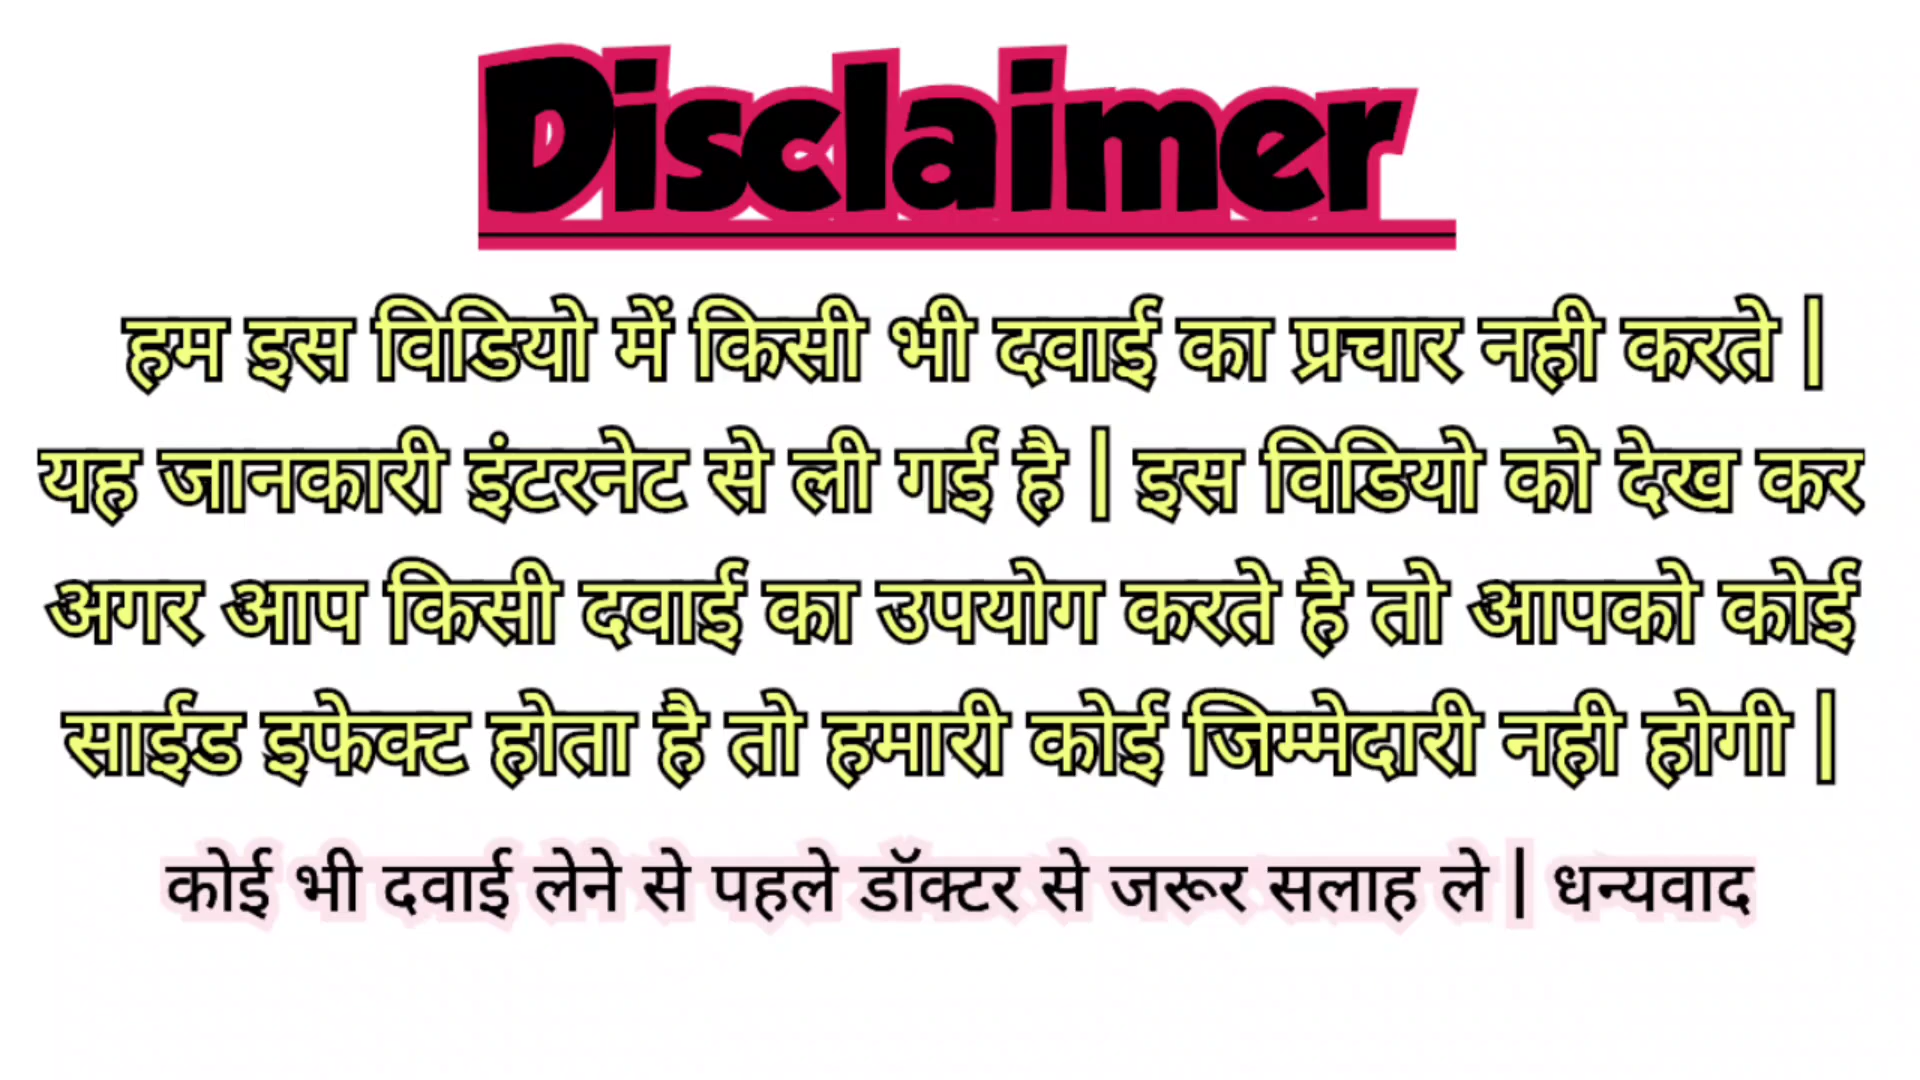 Disclaimer
हम इस विडियो में किसी भी दवाई का प्रचार नही करते |
यह जानकारी इंटरनेट से ली गई है | इस विडियो को देख कर
अगर आप किसी दवाई का उपयोग करते है तो आपको कोई
साईड इफेक्ट होता है तो हमारी कोई जिम्मेदारी नही होगी |
कोई भी दवाई लेने से पहले डॉक्टर से जरूर सलाह ले | धन्यवाद